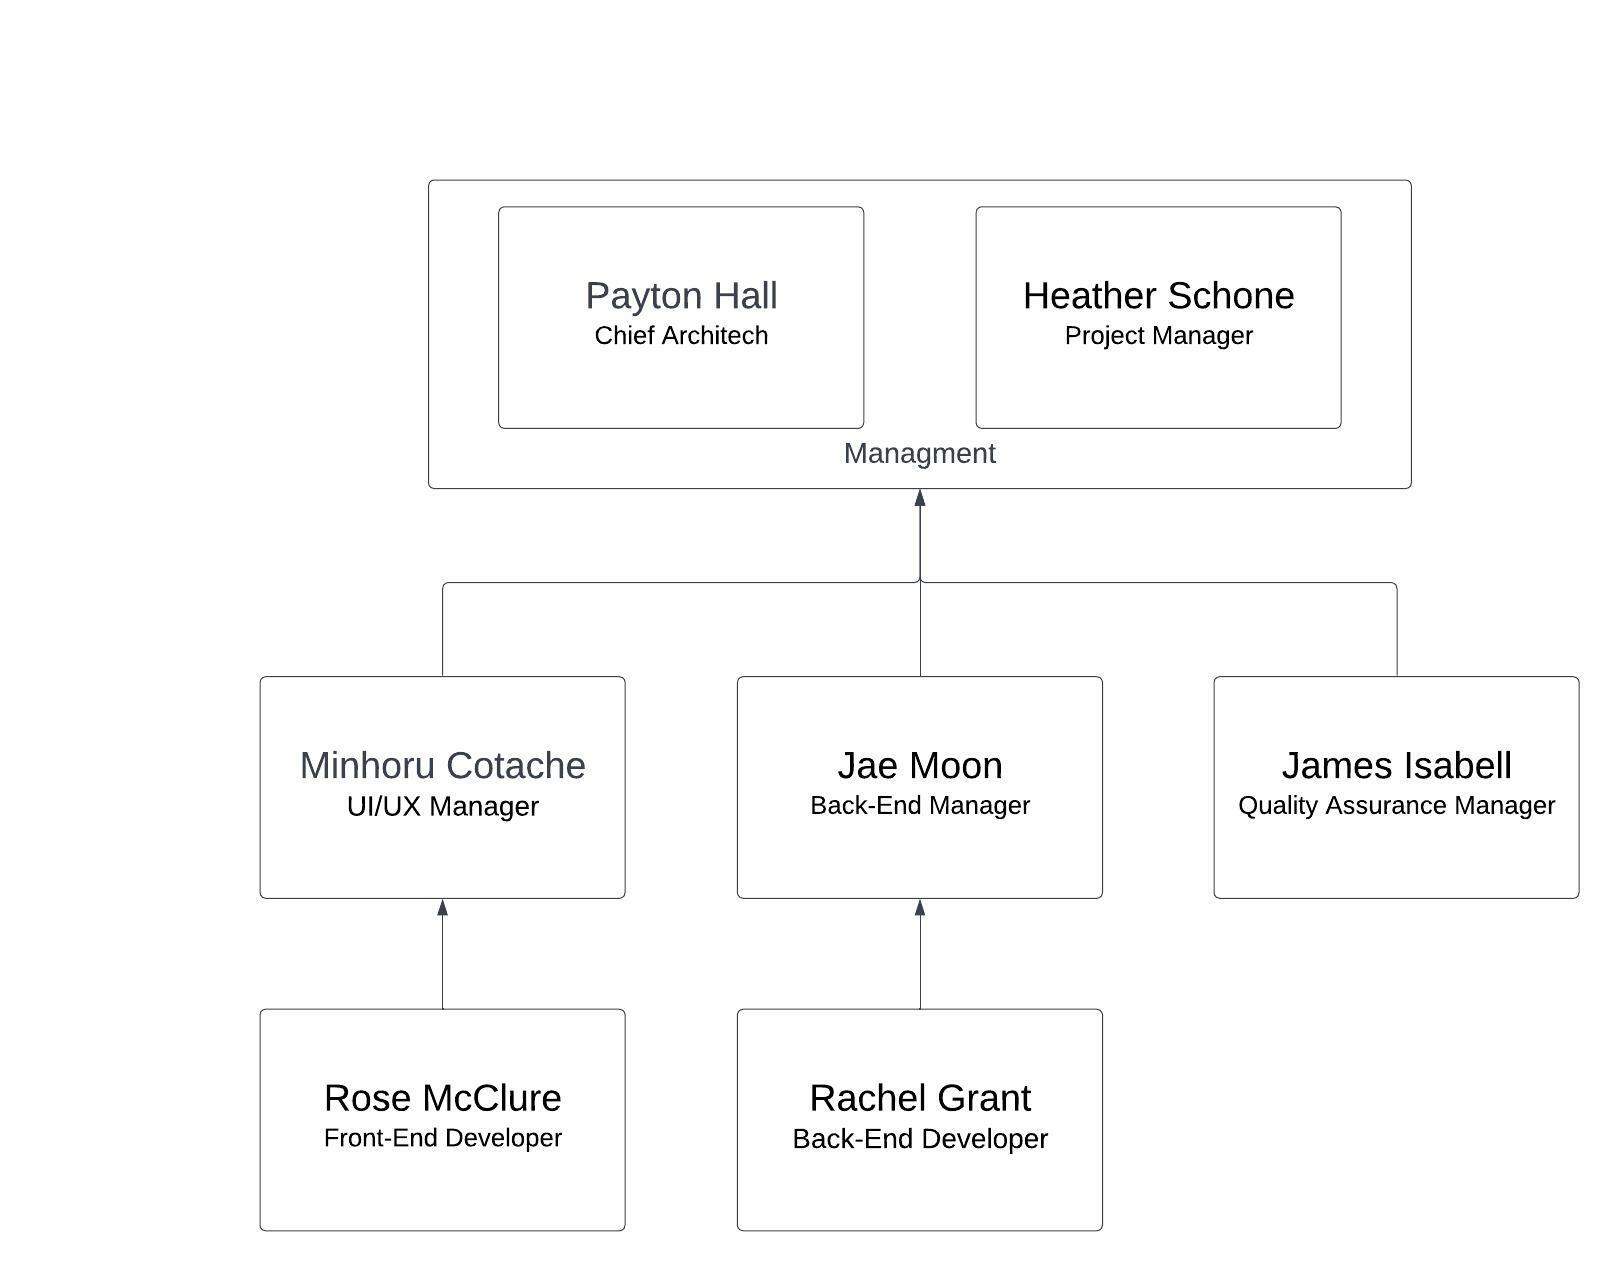 Payton Hall
Chief Architech
Heather Schone
Project Manager
Managment
Minhoru Cotache
UI/UX Manager
Jae Moon
Back-End Manager
James Isabell
Quality Assurance Manager
Rose McClure
Front-End Developer
Rachel Grant
Back-End Developer